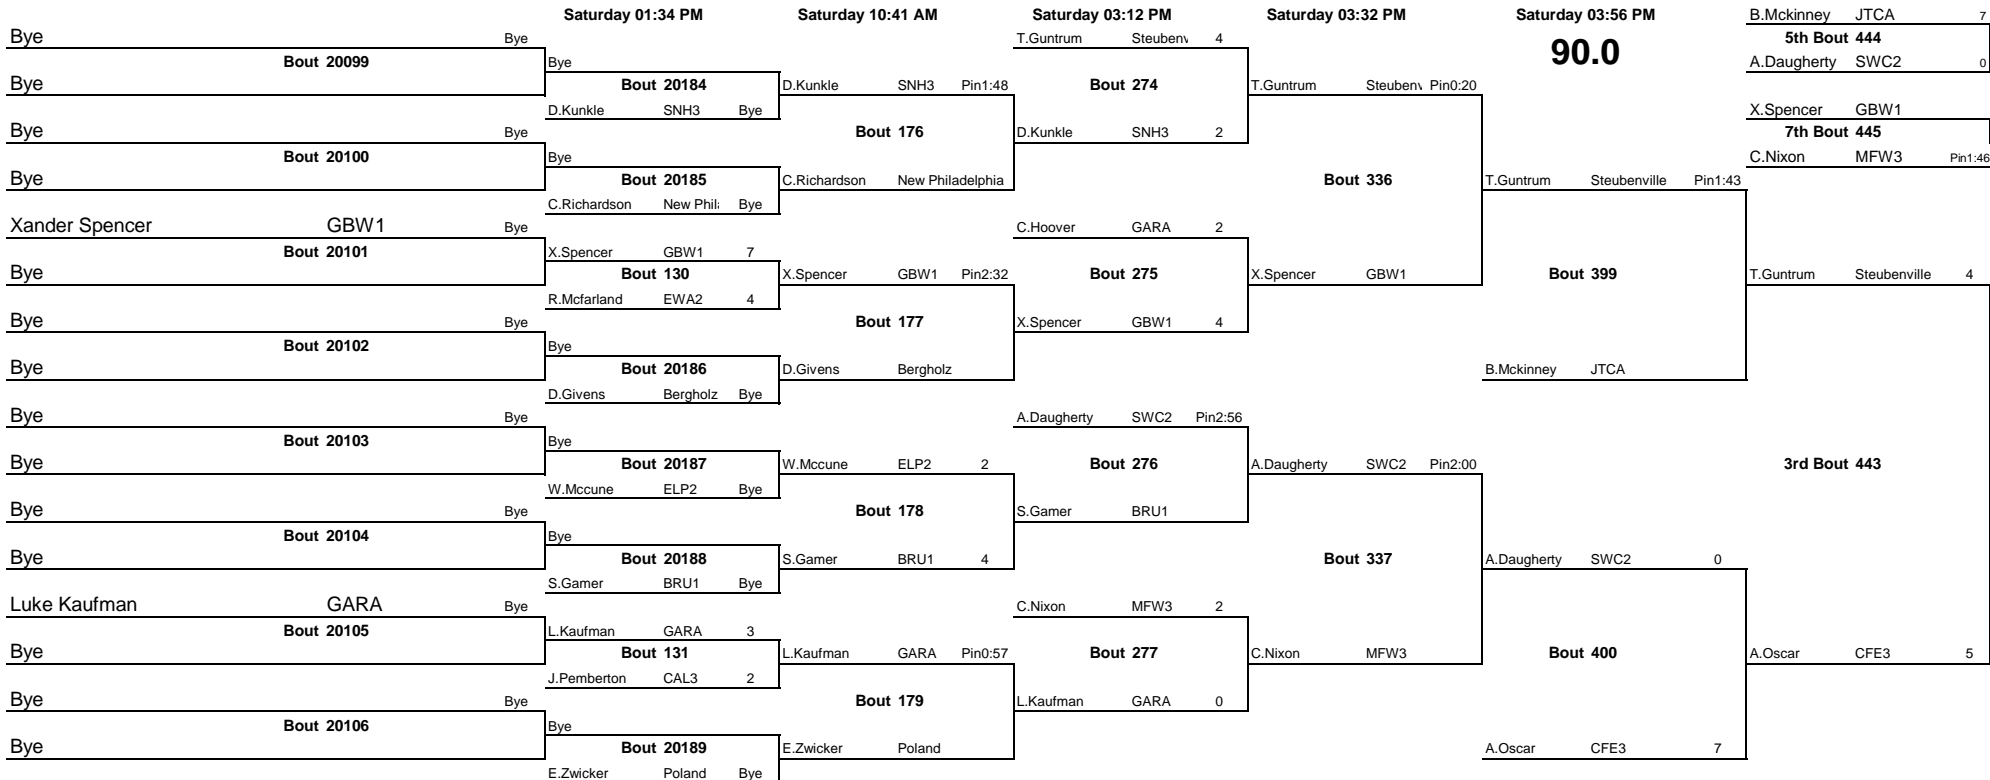 Saturday 01:34 PM Saturday 10:41 AM Saturday 03:12 PM Saturday 03:32 PM Saturday 03:56 PM B.Mckinney JTCA 7
Bye Bye T.Guntrum Steubenv 4 90.0 5th Bout 444
Bout 20099 Bye A.Daugherty SWC2 0
Bye Bout 20184 D.Kunkle SNH3 Pin1:48 Bout 274 T.Guntrum Steubenv Pin0:20
D.Kunkle SNH3 Bye X.Spencer GBW1
Bye Bye Bout 176 D.Kunkle SNH3 2 7th Bout 445
Bout 20100 Bye C.Nixon MFW3 Pin1:46
Bye Bout 20185 C.Richardson New Philadelphia Bout 336 T.Guntrum Steubenville Pin1:43
C.Richardson New Phil Bye
Xander Spencer GBW1 Bye C.Hoover GARA 2
Bout 20101 X.Spencer GBW1 7
Bye Bout 130 X.Spencer GBW1 Pin2:32 Bout 275 X.Spencer GBW1 Bout 399 T.Guntrum Steubenville 4
R.Mcfarland EWA2 4
Bye Bye Bout 177 X.Spencer GBW1 4
Bout 20102 Bye
Bye Bout 20186 D.Givens Bergholz B.Mckinney JTCA
D.Givens Bergholz Bye
Bye Bye A.Daugherty SWC2 Pin2:56
Bout 20103 Bye
Bye Bout 20187 W.Mccune ELP2 2 Bout 276 A.Daugherty SWC2 Pin2:00 3rd Bout 443
W.Mccune ELP2 Bye
Bye Bye Bout 178 S.Gamer BRU1
Bout 20104 Bye
Bye Bout 20188 S.Gamer BRU1 4 Bout 337 A.Daugherty SWC2 0
S.Gamer BRU1 Bye
Luke Kaufman GARA Bye C.Nixon MFW3 2
Bout 20105 L.Kaufman GARA 3
Bye Bout 131 L.Kaufman GARA Pin0:57 Bout 277 C.Nixon MFW3 Bout 400 A.Oscar CFE3 5
J.Pemberton CAL3 2
Bye Bye Bout 179 L.Kaufman GARA 0
Bout 20106 Bye
Bye Bout 20189 E.Zwicker Poland A.Oscar CFE3 7
E.Zwicker Poland Bye